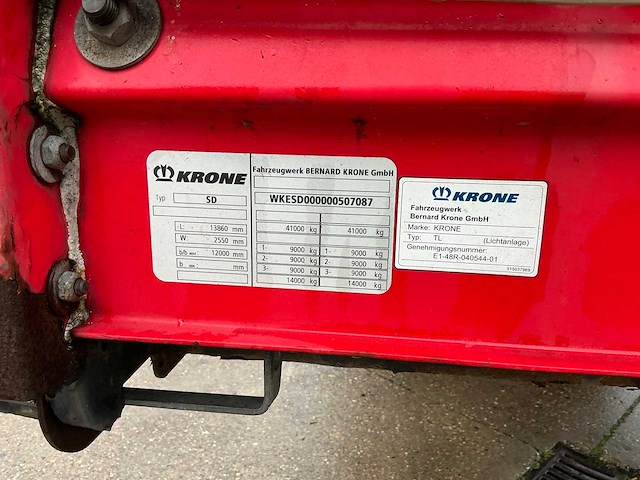 KRONE
Typ SD
L: 13860 mm
W: 2550 mm
b/b 12000 mm
b mm
Fahrzeugwerk BERNARD KRONE GmbH
WKESD000000507087
41000 kg 41000 kg
1- 9000 kg 1- 9000 kg
2- 9000 kg 2- 9000 kg
3- 9000 kg 3- 9000 kg
14000 kg 14000 kg
KRONE
Fahrzeugwerk
Bernard Krone GmbH
Marke: KRONE
Typ: TL (Lichtanlage)
Genehmigungsnummer:
E1-48R-040544-01